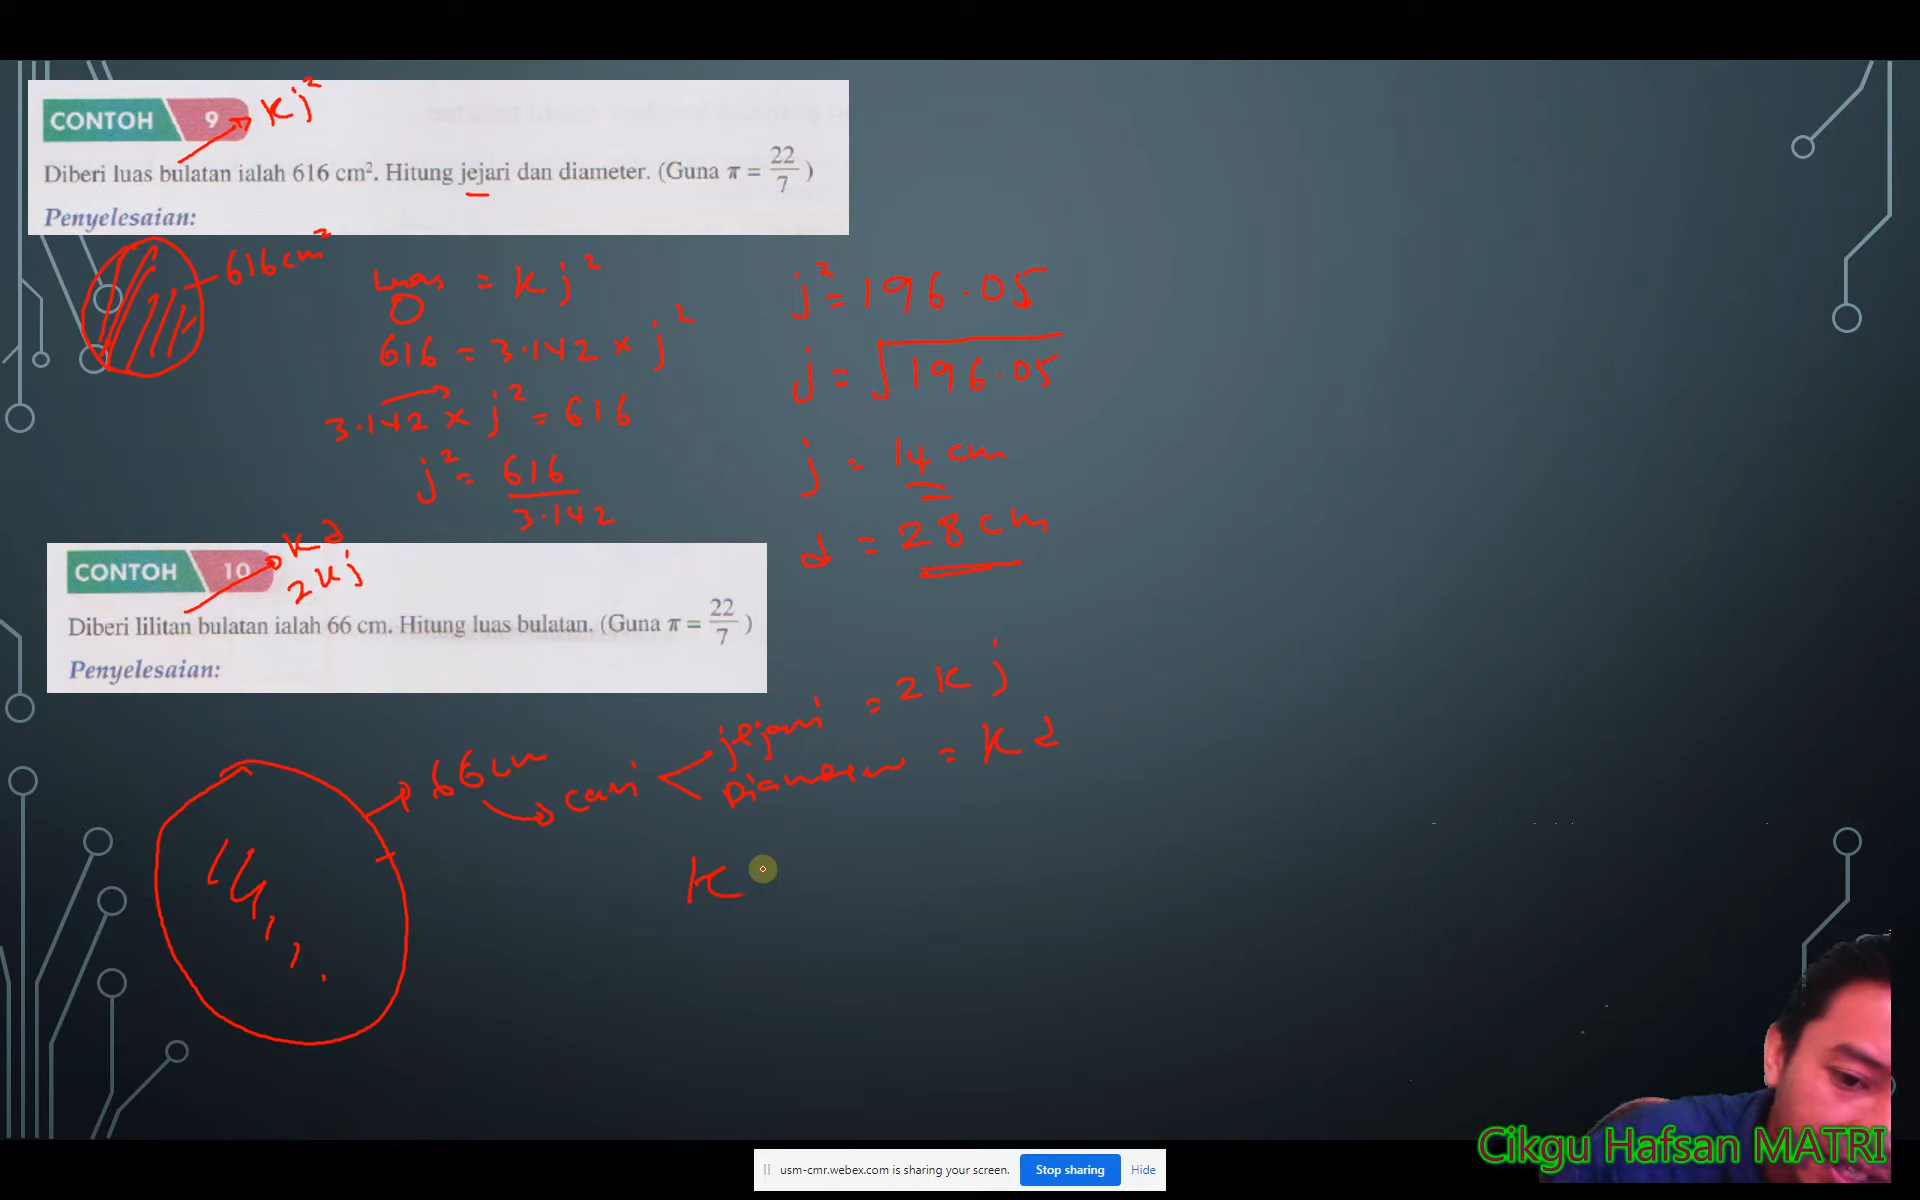 CONTOH 9
kj²
Diberi luas bulatan ialah 616 cm². Hitung jejari dan diameter. (Guna π = 22/7)
Penyelesaian:
616 cm²
Luas = kj²
616 = 3.142 × j²
3.142 × j² = 616
j² = 616/3.142
j² = 196.05
j = √196.05
j = 14 cm
d = 28 cm
CONTOH 10
kd
2kj
Diberi lilitan bulatan ialah 66 cm. Hitung luas bulatan. (Guna π = 22/7)
Penyelesaian:
66 cm
cari
jejari = 2kj
Diameter = kd
k
Cikgu Hafsan MATRI
usm-cmr.webex.com is sharing your screen.
Stop sharing
Hide